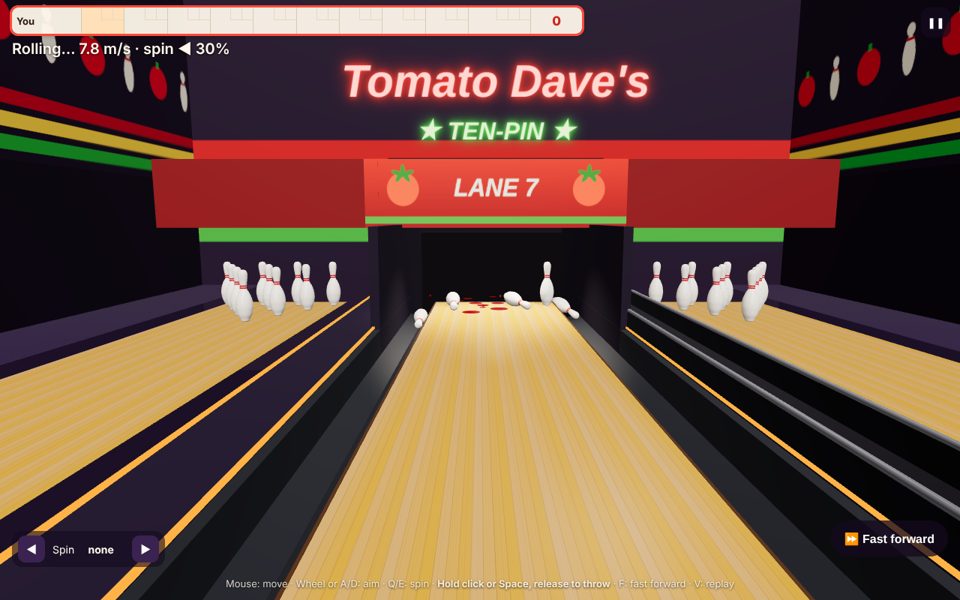 You 0
Rolling... 7.8 m/s · spin ◀ 30%
Tomato Dave's
★ TEN-PIN ★
LANE 7
◀ Spin none ▶
⏩ Fast forward
Mouse: move · Wheel or A/D: aim · Q/E: spin · Hold click or Space, release to throw · F: fast forward · V: replay